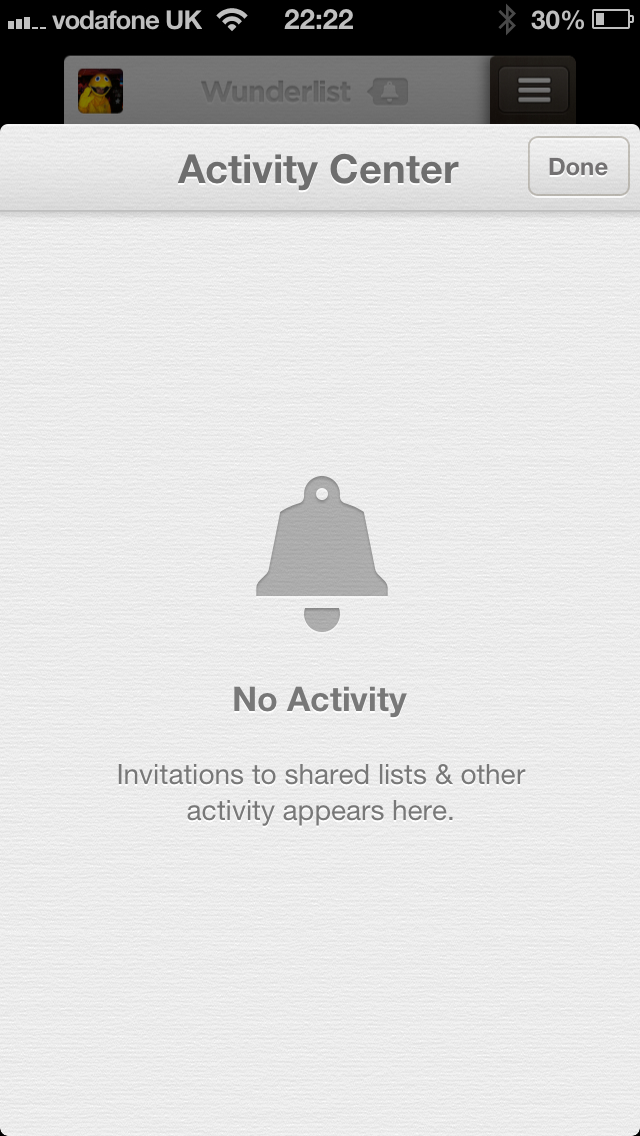 vodafone UK 22:22 30%
Wunderlist
Activity Center Done
No Activity
Invitations to shared lists & other
activity appears here.